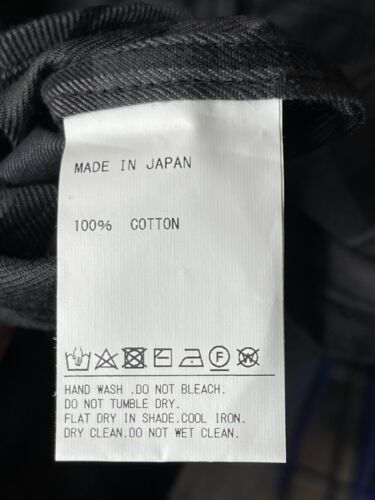 MADE IN JAPAN
100% COTTON
F W
HAND WASH .DO NOT BLEACH.
DO NOT TUMBLE DRY.
FLAT DRY IN SHADE.COOL IRON.
DRY CLEAN.DO NOT WET CLEAN.